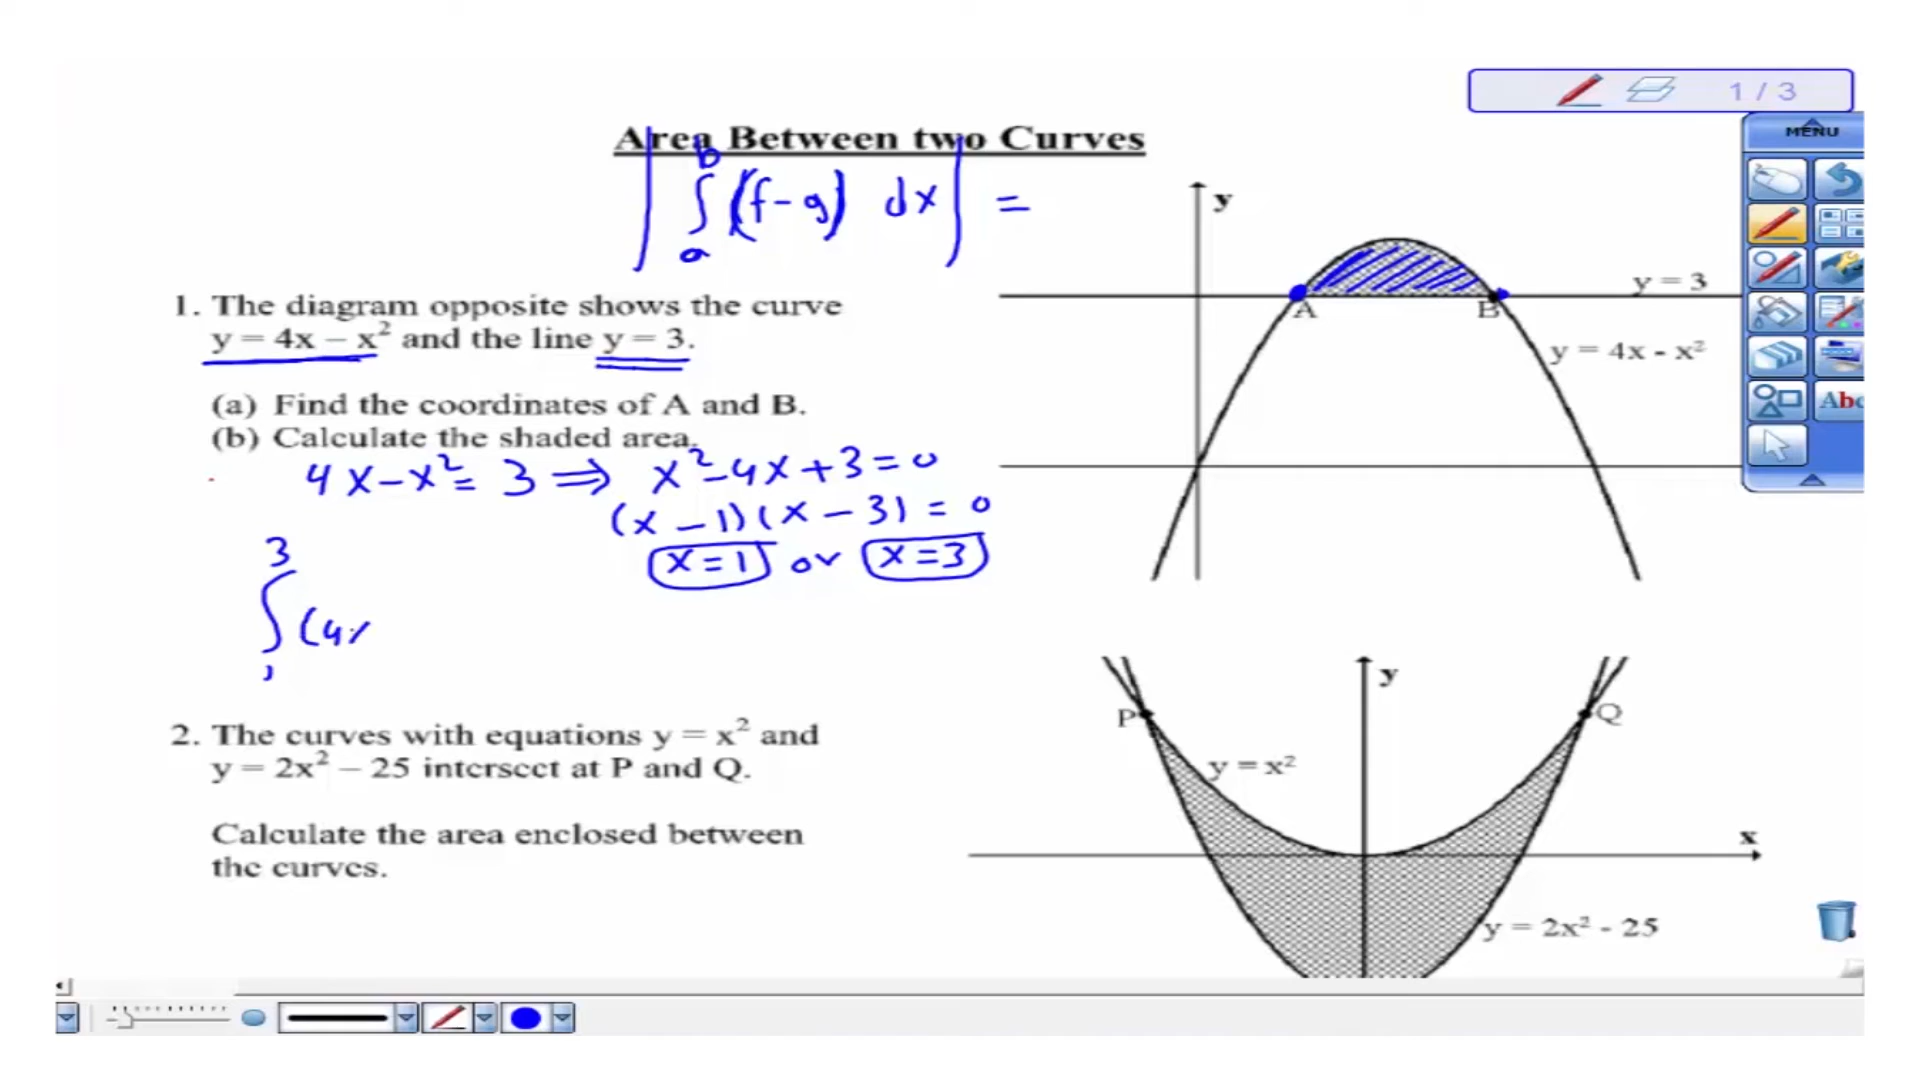 1 / 3
MENU
Area Between two Curves
| ∫ₐᵇ (f-g) dx | =
y
1. The diagram opposite shows the curve
y = 4x – x² and the line y = 3.
y = 3
A B
y = 4x - x²
(a) Find the coordinates of A and B.
(b) Calculate the shaded area.
Abc
4x-x² = 3 ⇒ x²-4x+3=0
(x-1)(x-3) = 0
x=1 or x=3
∫₁³ (4x
y
P Q
2. The curves with equations y = x² and
y = 2x² – 25 intersect at P and Q.
y = x²
Calculate the area enclosed between
the curves.
x
y = 2x² - 25